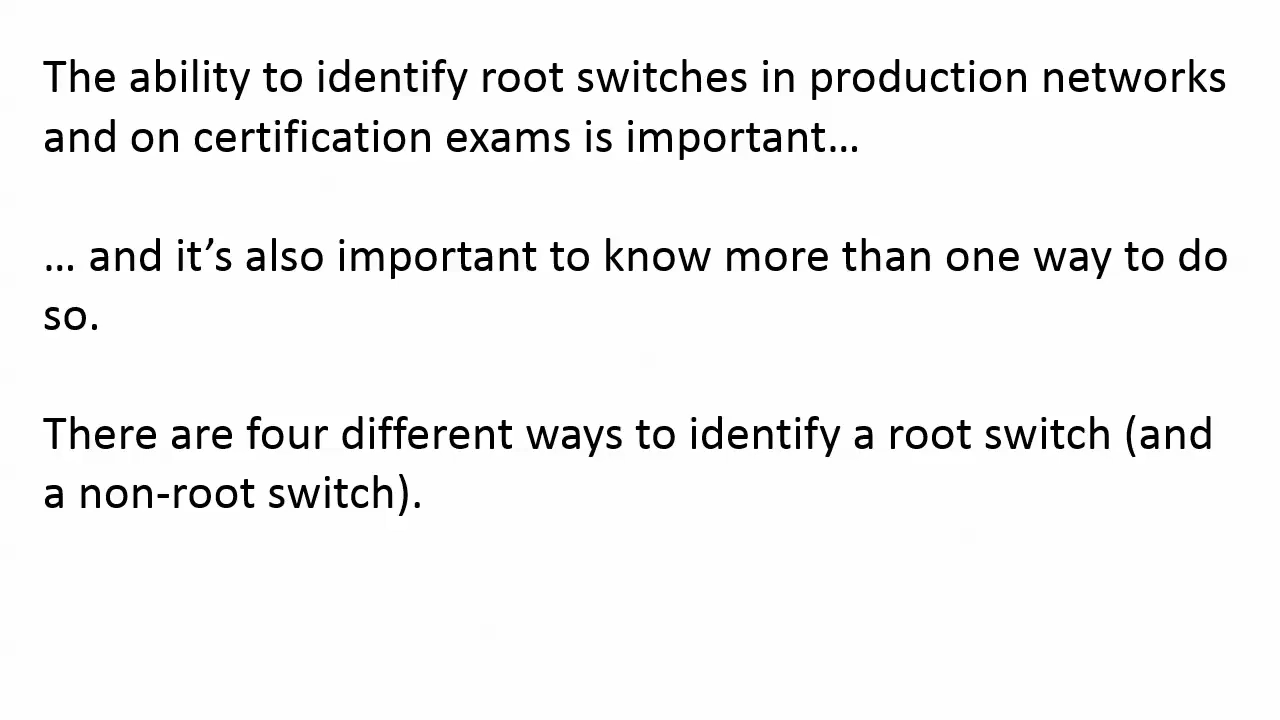 The ability to identify root switches in production networks
and on certification exams is important…
… and it’s also important to know more than one way to do
so.
There are four different ways to identify a root switch (and
a non-root switch).